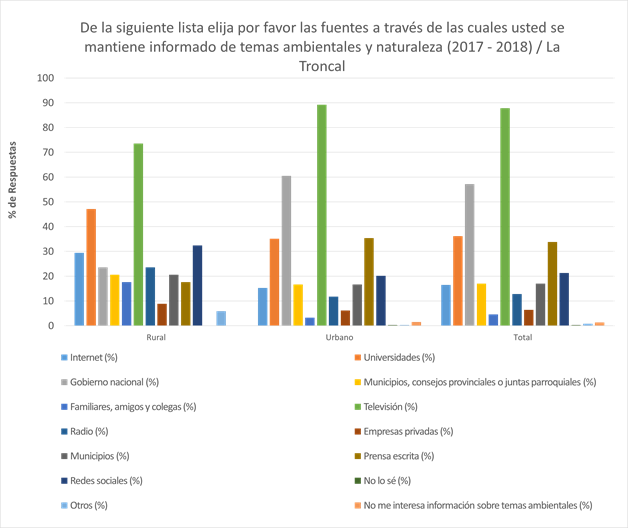 De la siguiente lista elija por favor las fuentes a través de las cuales usted se
mantiene informado de temas ambientales y naturaleza (2017 - 2018) / La
Troncal
% de Respuestas
100
90
80
70
60
50
40
30
20
10
0
Rural
Urbano
Total
Internet (%)
Universidades (%)
Gobierno nacional (%)
Municipios, consejos provinciales o juntas parroquiales (%)
Familiares, amigos y colegas (%)
Televisión (%)
Radio (%)
Empresas privadas (%)
Municipios (%)
Prensa escrita (%)
Redes sociales (%)
No lo sé (%)
Otros (%)
No me interesa información sobre temas ambientales (%)